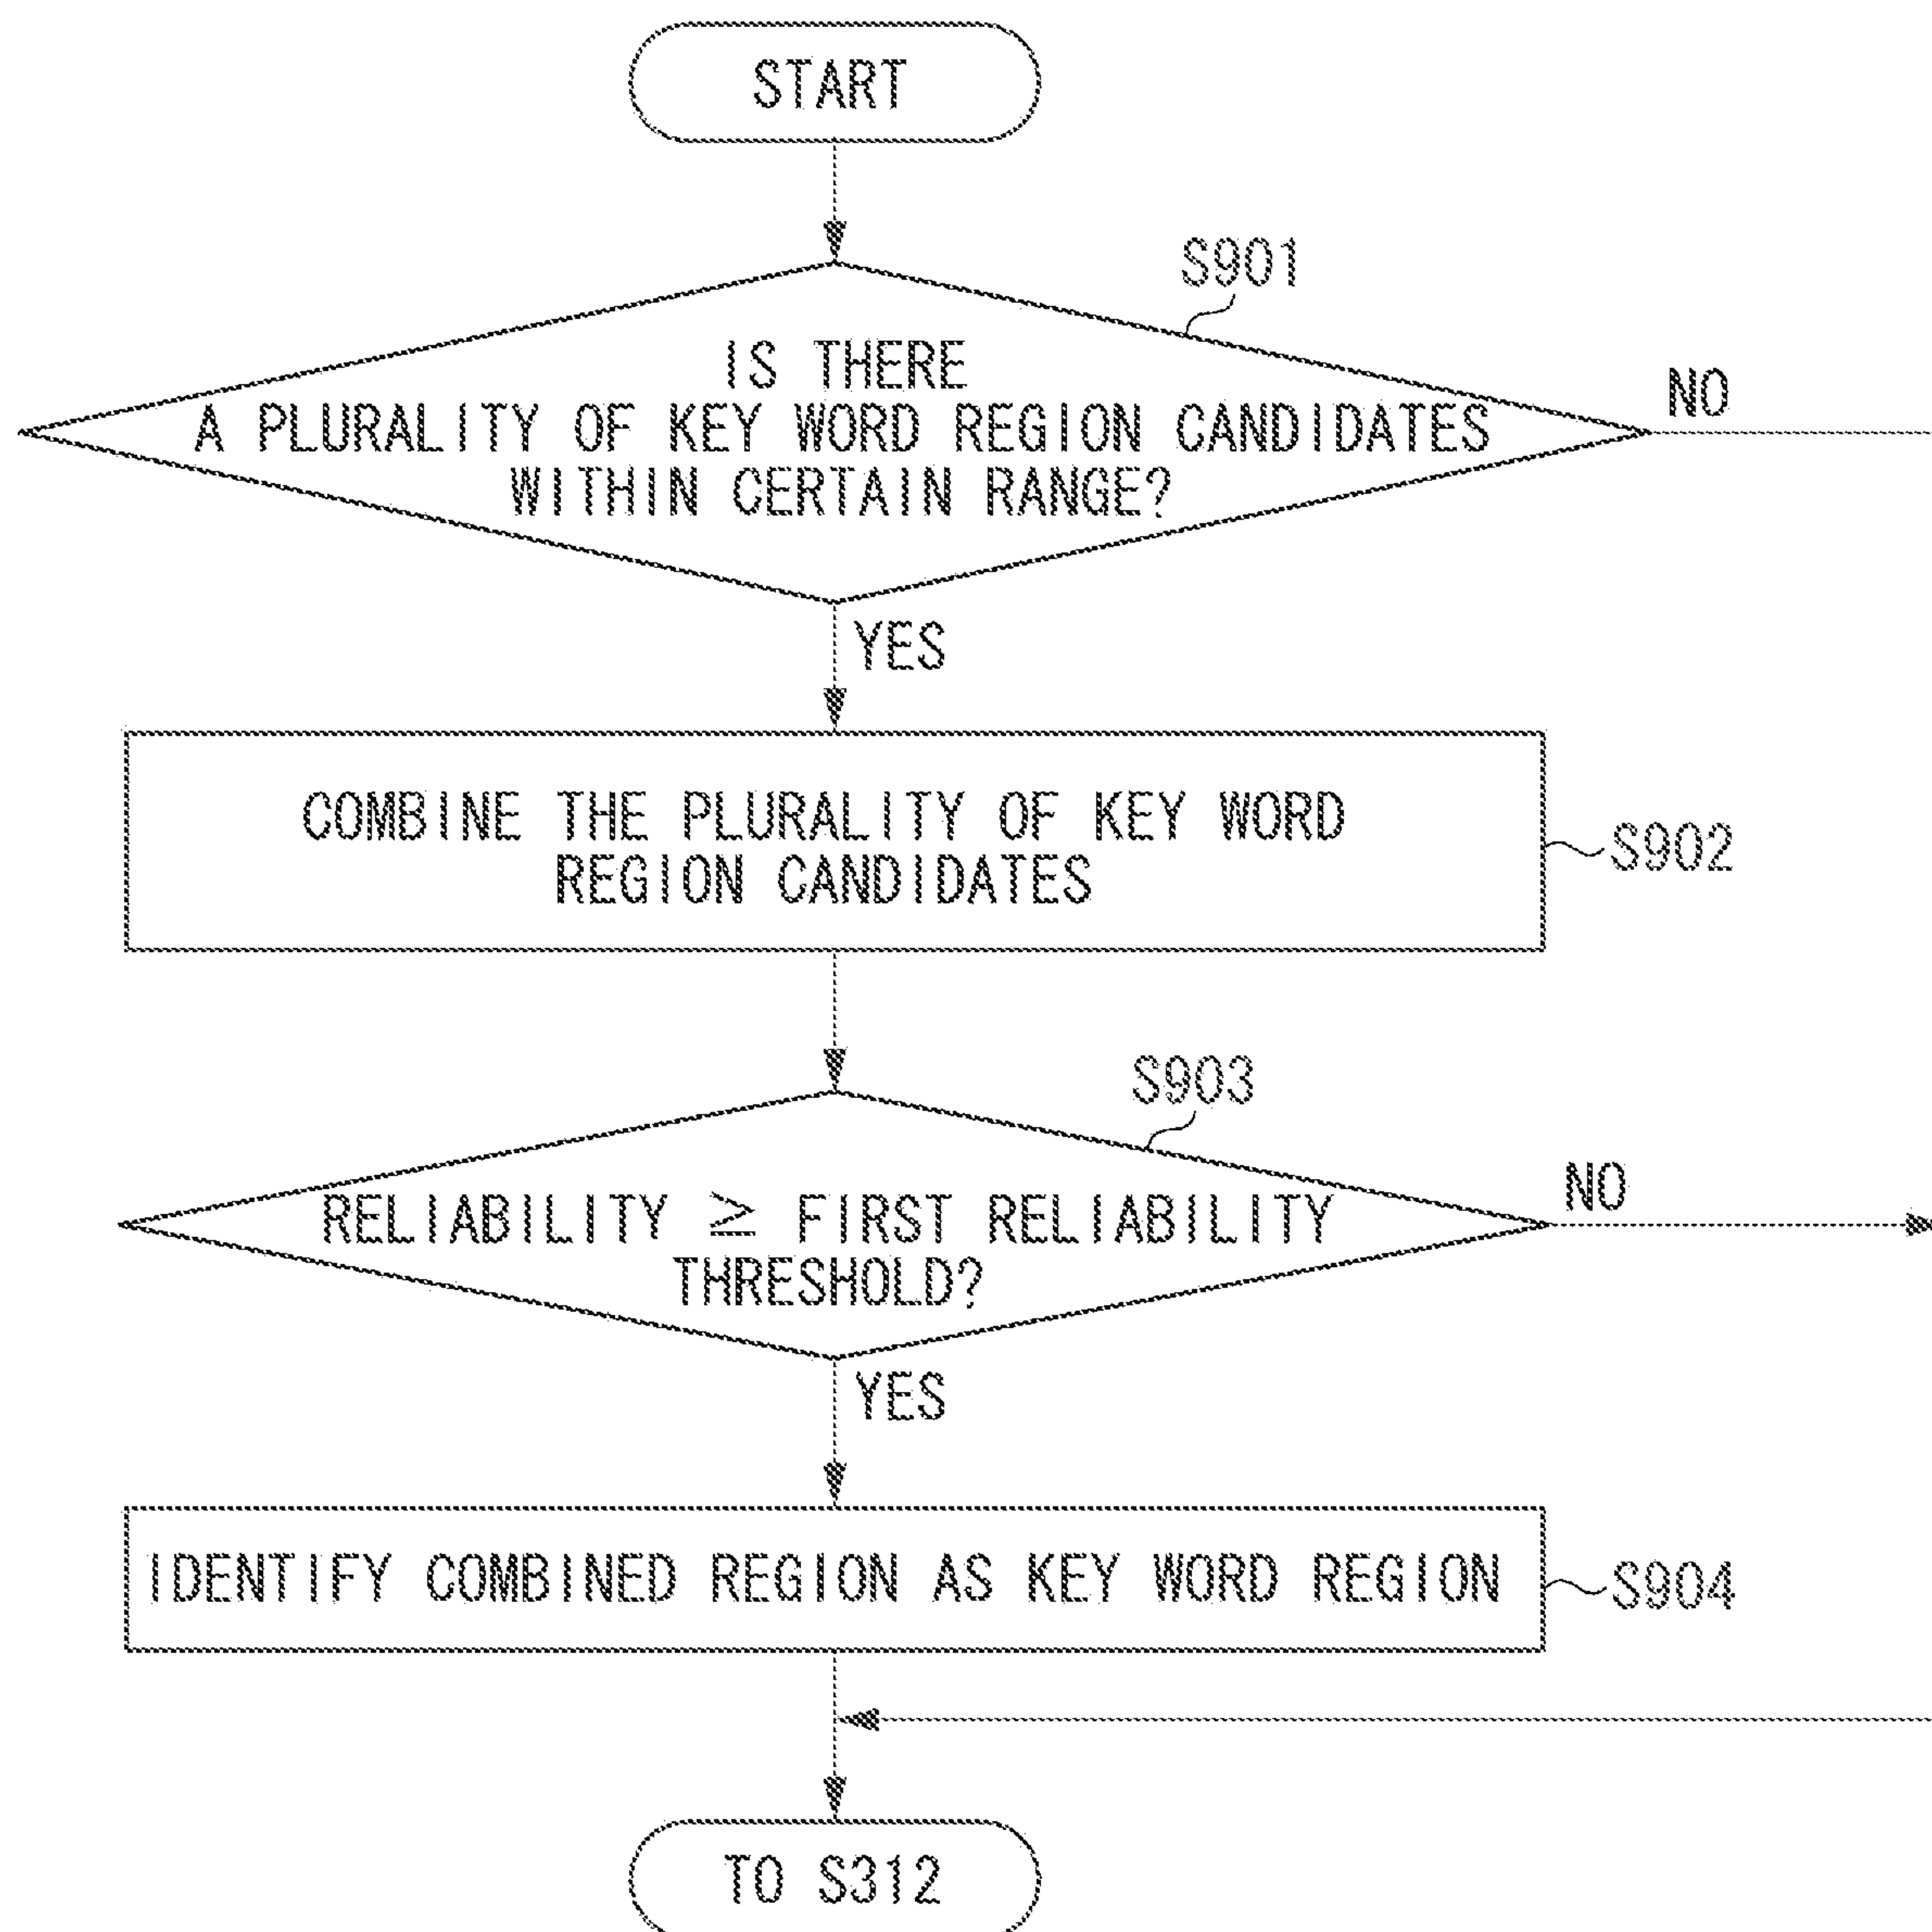 START
S901
IS THERE
A PLURALITY OF KEY WORD REGION CANDIDATES
WITHIN CERTAIN RANGE?
NO
YES
COMBINE THE PLURALITY OF KEY WORD
REGION CANDIDATES
S902
S903
RELIABILITY ≧ FIRST RELIABILITY
THRESHOLD?
NO
YES
IDENTIFY COMBINED REGION AS KEY WORD REGION
S904
TO S312